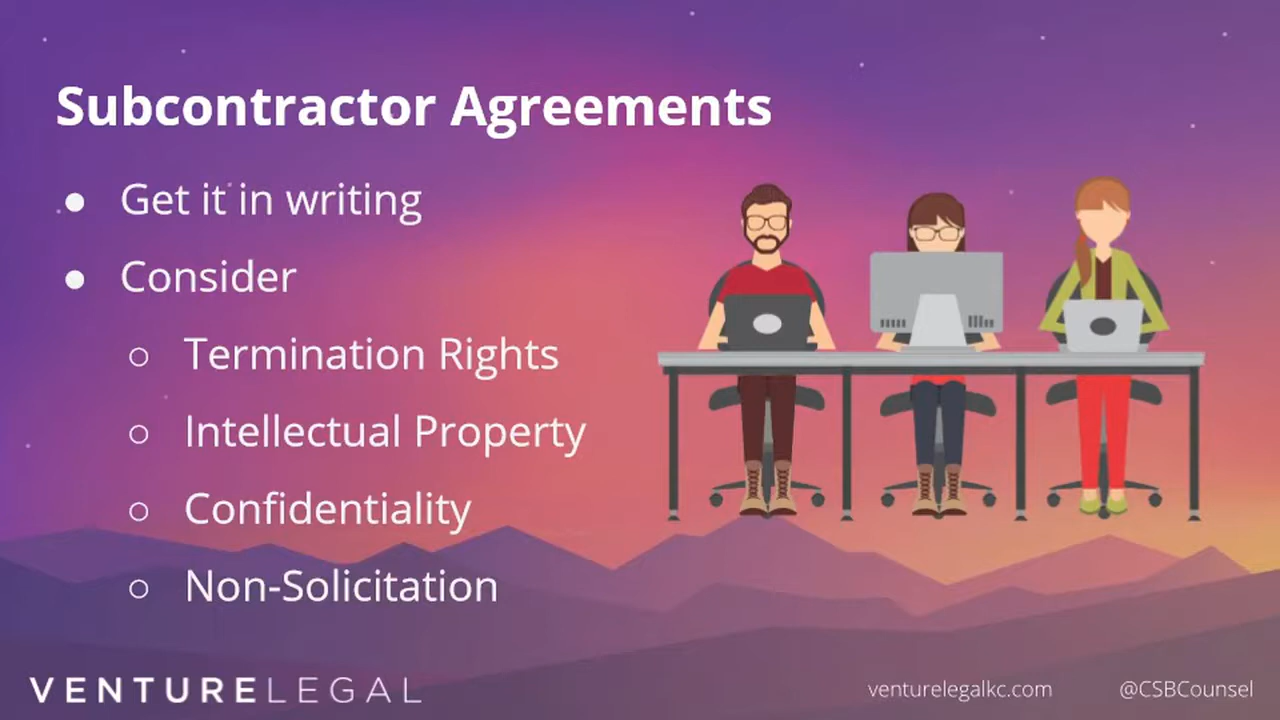 Subcontractor Agreements
● Get it in writing
● Consider
○ Termination Rights
○ Intellectual Property
○ Confidentiality
○ Non-Solicitation
VENTURELEGAL
venturelegalkc.com
@CSBCounsel